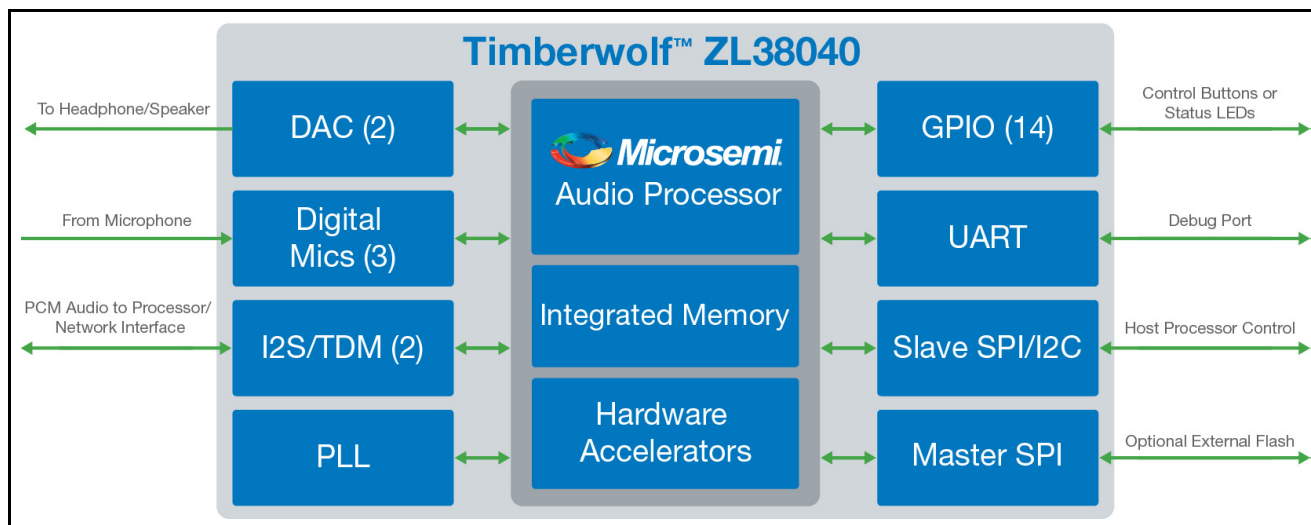 Timberwolf™ ZL38040
To Headphone/Speaker
DAC (2)
From Microphone
Digital
Mics (3)
PCM Audio to Processor/
Network Interface
I2S/TDM (2)
PLL
Microsemi.
Audio Processor
Integrated Memory
Hardware
Accelerators
GPIO (14)
Control Buttons or
Status LEDs
UART
Debug Port
Slave SPI/I2C
Host Processor Control
Master SPI
Optional External Flash